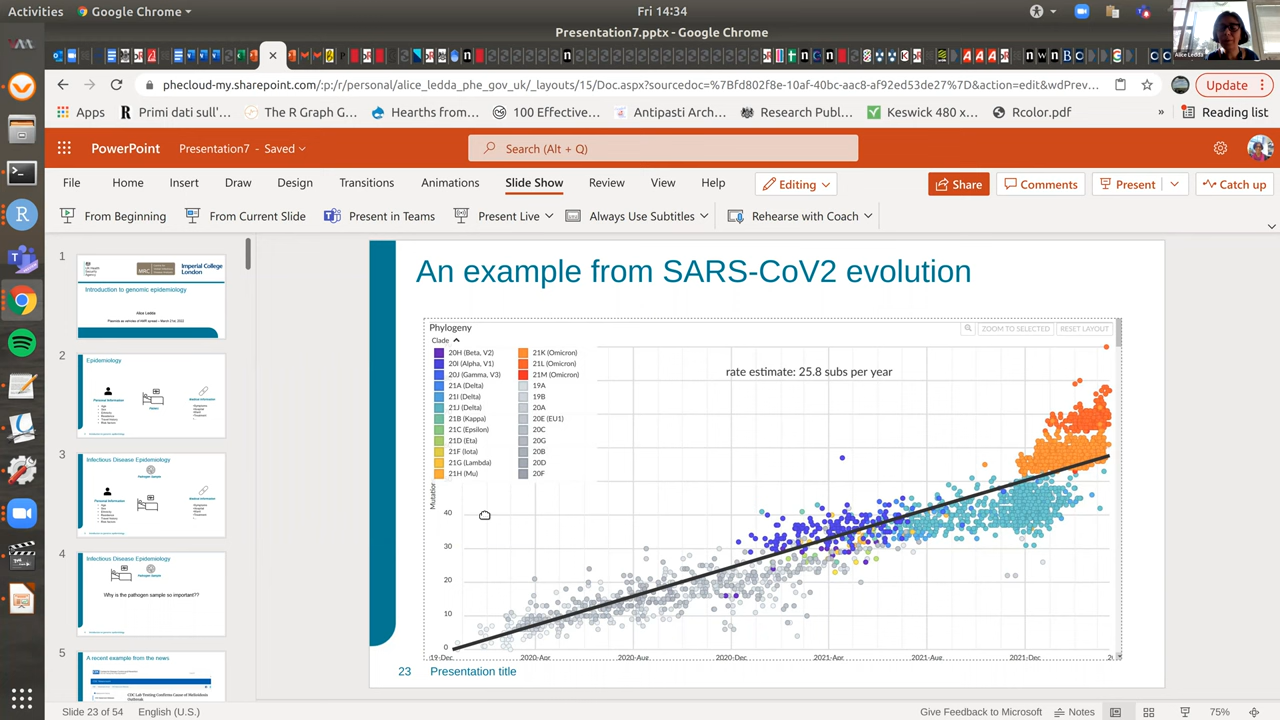 Activities
Google Chrome
Fri 14:34
Presentation7.pptx - Google Chrome
Alice Ledda
phecloud-my.sharepoint.com/:p:/r/personal/alice_ledda_phe_gov_uk/_layouts/15/Doc.aspx?sourcedoc=%7Bfd802f8e-10af-40bc-aac8-af92ed53de27%7D&action=edit&wdPrev...
Update
Apps
Primi dati sull'...
The R Graph G...
Hearths from...
100 Effective...
Antipasti Arch...
Research Publ...
Keswick 480 x...
Rcolor.pdf
»
Reading list
PowerPoint
Presentation7 - Saved
Search (Alt + Q)
File
Home
Insert
Draw
Design
Transitions
Animations
Slide Show
Review
View
Help
Editing
Share
Comments
Present
Catch up
From Beginning
From Current Slide
Present in Teams
Present Live
Always Use Subtitles
Rehearse with Coach
1
Imperial College
London
Introduction to genomic epidemiology
Alice Ledda
2
Epidemiology
3
Infectious Disease Epidemiology
4
Infectious Disease Epidemiology
Why is the pathogen sample so important??
5
A recent example from the news
An example from SARS-CoV2 evolution
Phylogeny
ZOOM TO SELECTED
RESET LAYOUT
Clade
20H (Beta, V2)
20I (Alpha, V1)
20J (Gamma, V3)
21A (Delta)
21I (Delta)
21J (Delta)
21B (Kappa)
21C (Epsilon)
21D (Eta)
21F (Iota)
21G (Lambda)
21H (Mu)
21K (Omicron)
21L (Omicron)
21M (Omicron)
19A
19B
20A
20E (EU1)
20C
20G
20B
20D
20F
rate estimate: 25.8 subs per year
40
30
20
10
0
19-Dec
2020-Aug
2020-Dec
2021-Aug
2021-Dec
23
Presentation title
Slide 23 of 54
English (U.S.)
Give Feedback to Microsoft
Notes
75%